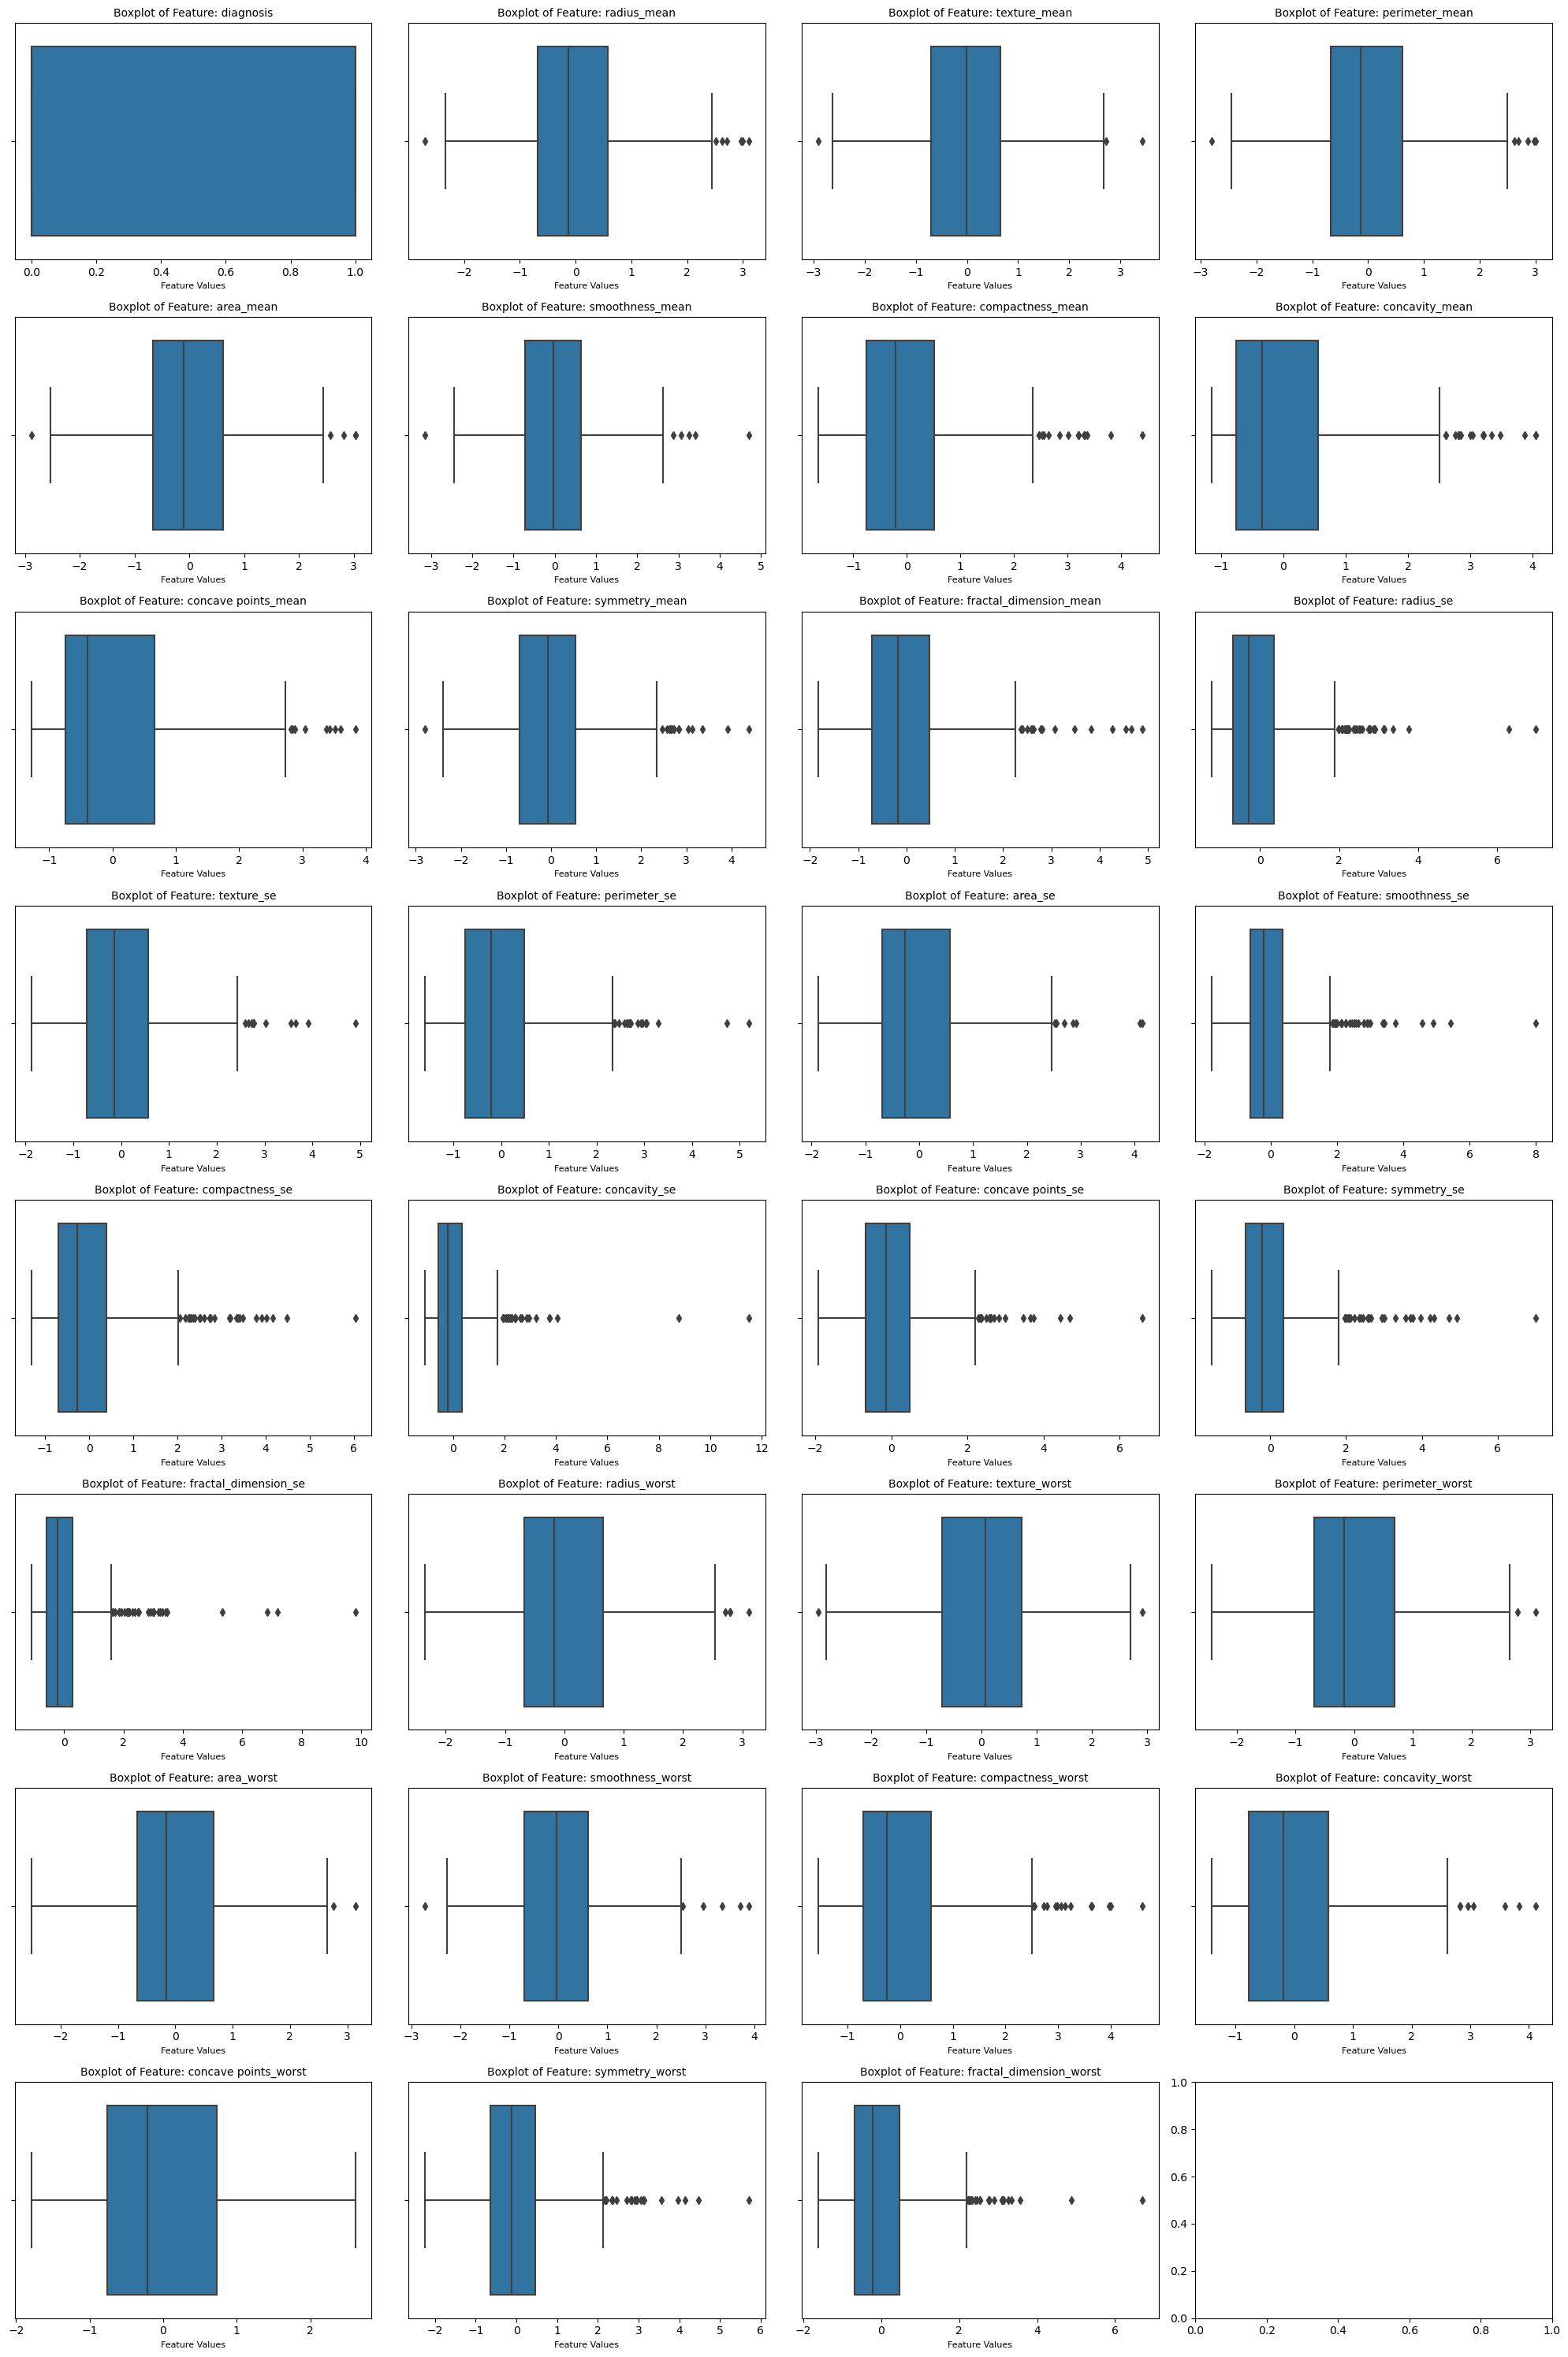 Boxplot of Feature: diagnosis
0.0 0.2 0.4 0.6 0.8 1.0
Feature Values
Boxplot of Feature: radius_mean
−2 −1 0 1 2 3
Feature Values
Boxplot of Feature: texture_mean
−3 −2 −1 0 1 2 3
Feature Values
Boxplot of Feature: perimeter_mean
−3 −2 −1 0 1 2 3
Feature Values
Boxplot of Feature: area_mean
−3 −2 −1 0 1 2 3
Feature Values
Boxplot of Feature: smoothness_mean
−3 −2 −1 0 1 2 3 4 5
Feature Values
Boxplot of Feature: compactness_mean
−1 0 1 2 3 4
Feature Values
Boxplot of Feature: concavity_mean
−1 0 1 2 3 4
Feature Values
Boxplot of Feature: concave points_mean
−1 0 1 2 3 4
Feature Values
Boxplot of Feature: symmetry_mean
−3 −2 −1 0 1 2 3 4
Feature Values
Boxplot of Feature: fractal_dimension_mean
−2 −1 0 1 2 3 4 5
Feature Values
Boxplot of Feature: radius_se
0 2 4 6
Feature Values
Boxplot of Feature: texture_se
−2 −1 0 1 2 3 4 5
Feature Values
Boxplot of Feature: perimeter_se
−1 0 1 2 3 4 5
Feature Values
Boxplot of Feature: area_se
−2 −1 0 1 2 3 4
Feature Values
Boxplot of Feature: smoothness_se
−2 0 2 4 6 8
Feature Values
Boxplot of Feature: compactness_se
−1 0 1 2 3 4 5 6
Feature Values
Boxplot of Feature: concavity_se
0 2 4 6 8 10 12
Feature Values
Boxplot of Feature: concave points_se
−2 0 2 4 6
Feature Values
Boxplot of Feature: symmetry_se
0 2 4 6
Feature Values
Boxplot of Feature: fractal_dimension_se
0 2 4 6 8 10
Feature Values
Boxplot of Feature: radius_worst
−2 −1 0 1 2 3
Feature Values
Boxplot of Feature: texture_worst
−3 −2 −1 0 1 2 3
Feature Values
Boxplot of Feature: perimeter_worst
−2 −1 0 1 2 3
Feature Values
Boxplot of Feature: area_worst
−2 −1 0 1 2 3
Feature Values
Boxplot of Feature: smoothness_worst
−3 −2 −1 0 1 2 3 4
Feature Values
Boxplot of Feature: compactness_worst
−1 0 1 2 3 4
Feature Values
Boxplot of Feature: concavity_worst
−1 0 1 2 3 4
Feature Values
Boxplot of Feature: concave points_worst
−2 −1 0 1 2
Feature Values
Boxplot of Feature: symmetry_worst
−2 −1 0 1 2 3 4 5 6
Feature Values
Boxplot of Feature: fractal_dimension_worst
−2 0 2 4 6
Feature Values
1.0
0.8
0.6
0.4
0.2
0.0
0.0 0.2 0.4 0.6 0.8 1.0